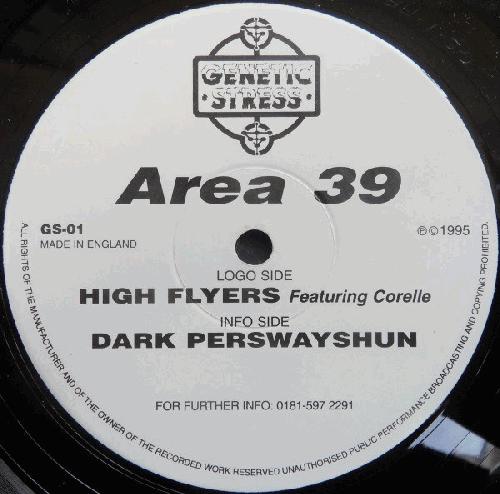 GENETIC
· STRESS ·
Area 39
GS-01
MADE IN ENGLAND
℗ © 1995
LOGO SIDE
HIGH FLYERS Featuring Corelle
INFO SIDE
DARK PERSWAYSHUN
FOR FURTHER INFO: 0181-597 2291
ALL RIGHTS OF THE MANUFACTURER AND OF THE OWNER OF THE RECORDED WORK RESERVED UNAUTHORISED PUBLIC PERFORMANCE BROADCASTING AND COPYING PROHIBITED.